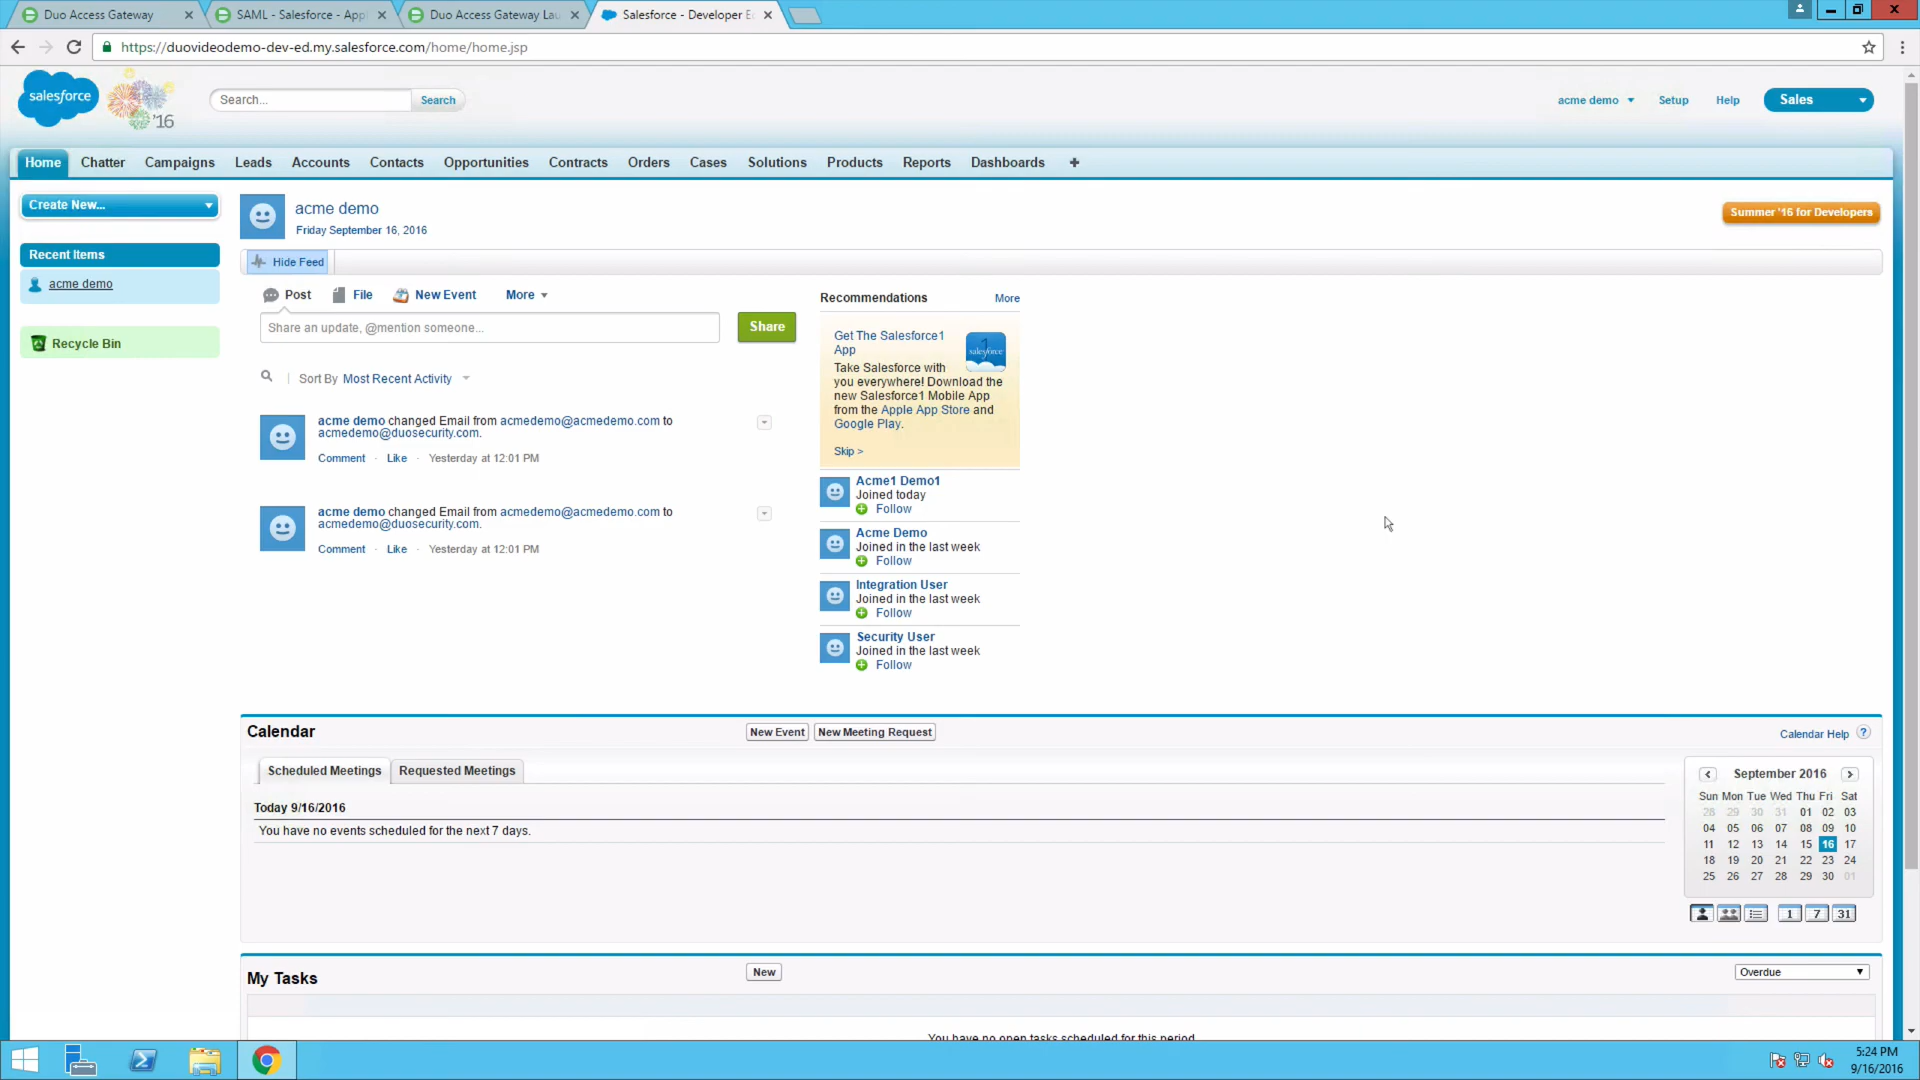 Duo Access Gateway
SAML - Salesforce - Appl
Duo Access Gateway Lau
Salesforce - Developer E
https://duovideodemo-dev-ed.my.salesforce.com/home/home.jsp
salesforce
'16
Search...
Search
acme demo
Setup
Help
Sales
Home
Chatter
Campaigns
Leads
Accounts
Contacts
Opportunities
Contracts
Orders
Cases
Solutions
Products
Reports
Dashboards
Create New...
Recent Items
acme demo
Recycle Bin
acme demo
Friday September 16, 2016
Summer '16 for Developers
Hide Feed
Post
File
New Event
More
Share an update, @mention someone...
Share
Sort By Most Recent Activity
acme demo changed Email from acmedemo@acmedemo.com to
acmedemo@duosecurity.com.
Comment · Like · Yesterday at 12:01 PM
acme demo changed Email from acmedemo@acmedemo.com to
acmedemo@duosecurity.com.
Comment · Like · Yesterday at 12:01 PM
Recommendations
More
Get The Salesforce1
App
1
salesforce
Take Salesforce with
you everywhere! Download the
new Salesforce1 Mobile App
from the Apple App Store and
Google Play.
Skip >
Acme1 Demo1
Joined today
Follow
Acme Demo
Joined in the last week
Follow
Integration User
Joined in the last week
Follow
Security User
Joined in the last week
Follow
Calendar
New Event
New Meeting Request
Calendar Help ?
Scheduled Meetings
Requested Meetings
Today 9/16/2016
You have no events scheduled for the next 7 days.
September 2016
Sun Mon Tue Wed Thu Fri Sat
28 29 30 31 01 02 03
04 05 06 07 08 09 10
11 12 13 14 15 16 17
18 19 20 21 22 23 24
25 26 27 28 29 30 01
1 7 31
My Tasks
New
Overdue
You have no open tasks scheduled for this period.
5:24 PM
9/16/2016